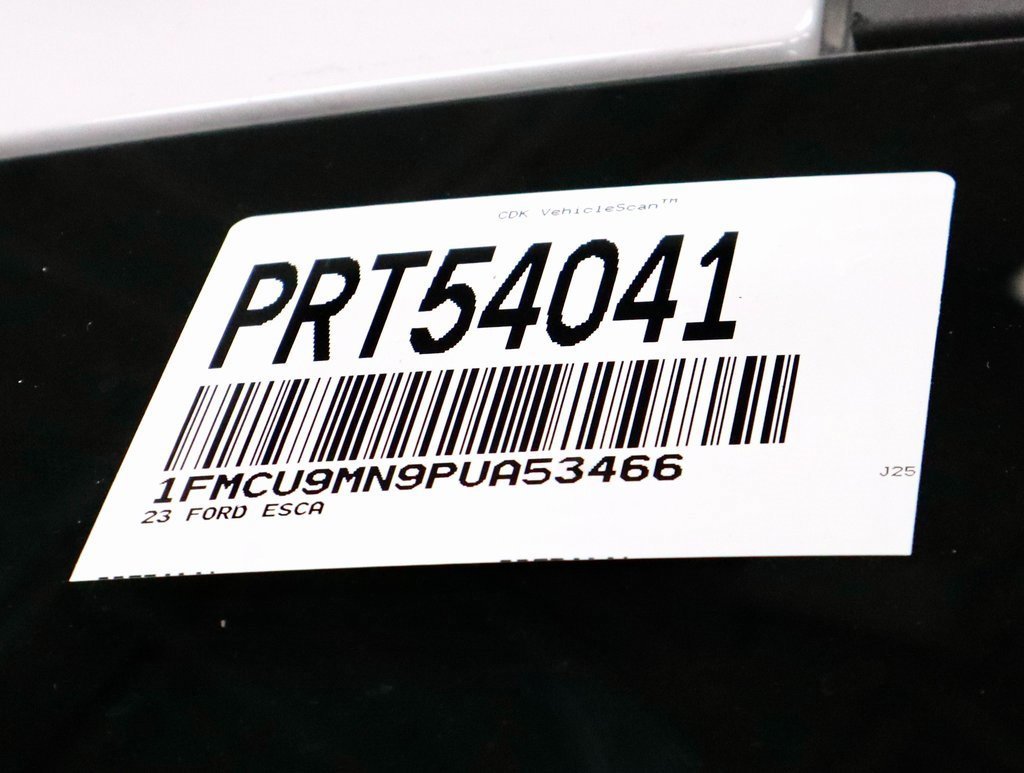 CDK VehicleScan™
PRT54041
1FMCU9MN9PUA53466
J25
23 FORD ESCA